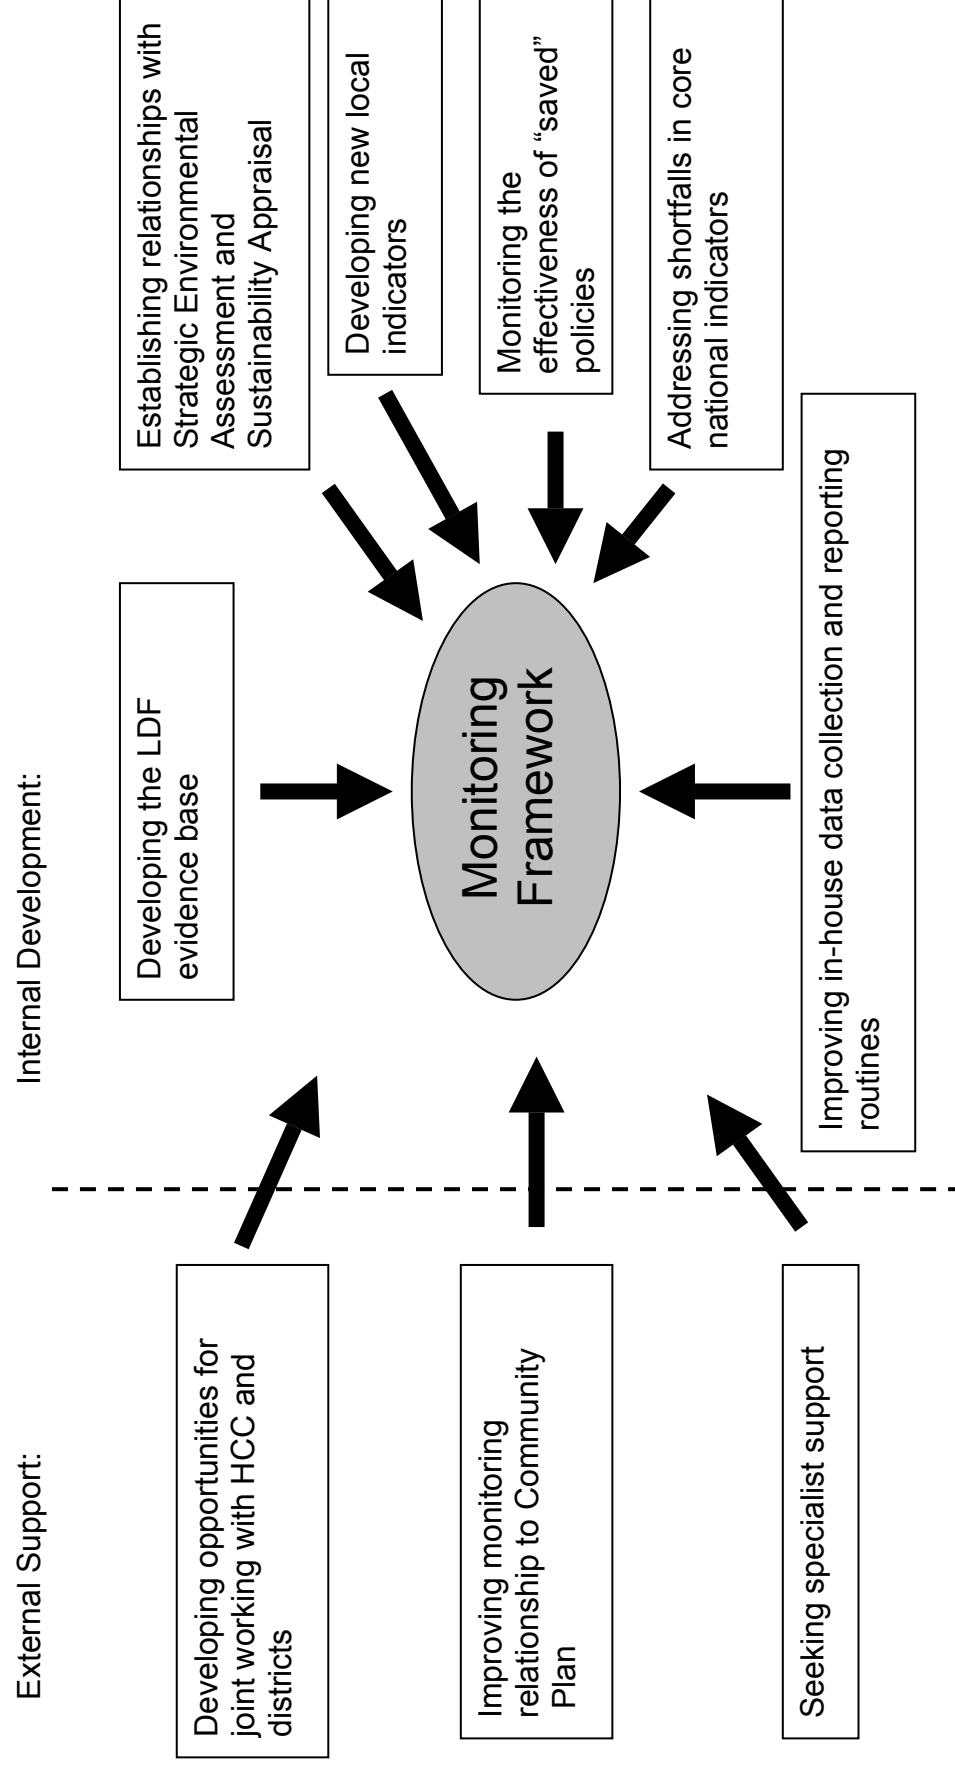 External Support:
Internal Development:
Developing opportunities for
joint working with HCC and
districts
Improving monitoring
relationship to Community
Plan
Seeking specialist support
Developing the LDF
evidence base
Monitoring
Framework
Improving in-house data collection and reporting
routines
Establishing relationships with
Strategic Environmental
Assessment and
Sustainability Appraisal
Developing new local
indicators
Monitoring the
effectiveness of “saved”
policies
Addressing shortfalls in core
national indicators